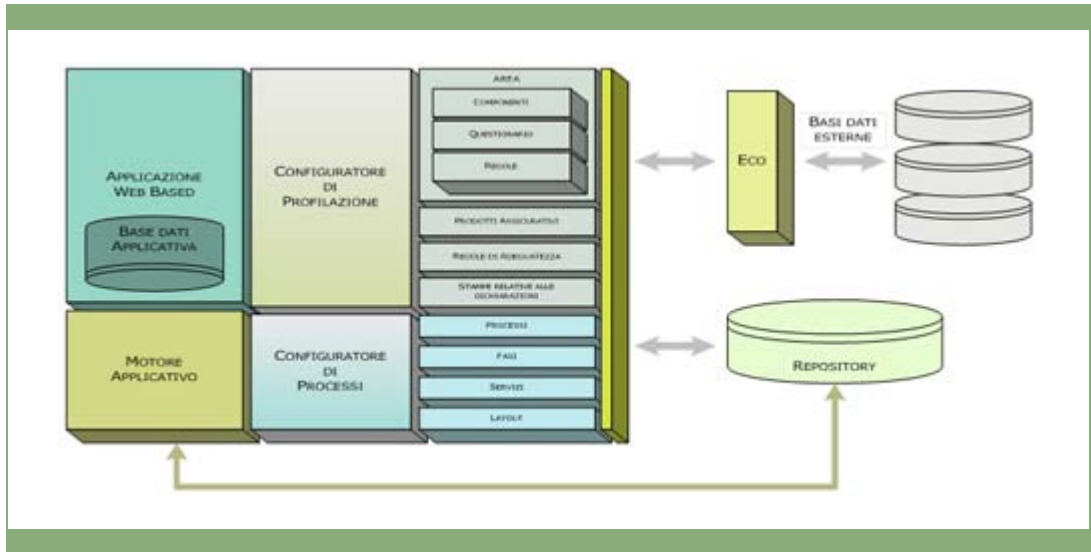 APPLICAZIONE
WEB BASED
BASE DATI
APPLICATIVA
MOTORE
APPLICATIVO
CONFIGURATORE
DI
PROFILAZIONE
CONFIGURATORE
DI
PROCESSI
AREA
COMPONENTI
QUESTIONARIO
REGOLE
PRODOTTI ASSICURATIVI
REGOLE DI ADEGUATEZZA
STAMPE RELATIVE ALLE
DICHIARAZIONI
PROCESSI
FASI
SERVIZI
LAYOUT
ECO
BASI DATI
ESTERNE
REPOSITORY